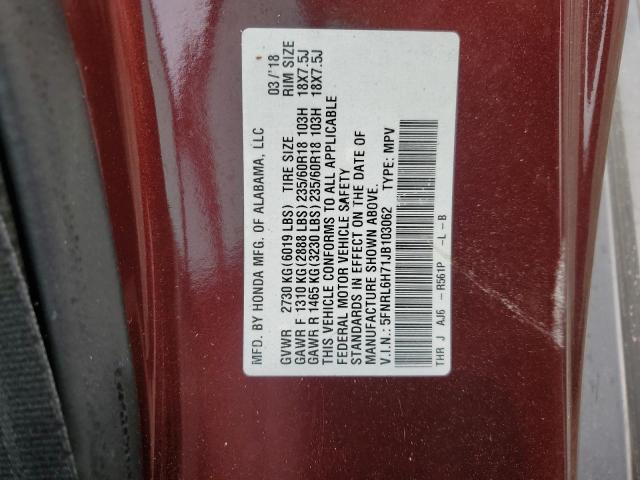 MFD. BY HONDA MFG. OF ALABAMA, LLC 03/'18
GVWR 2730 KG(6019 LBS) TIRE SIZE RIM SIZE
GAWR F 1310 KG(2888 LBS) 235/60R18 103H 18X7.5J
GAWR R 1465 KG(3230 LBS) 235/60R18 103H 18X7.5J
THIS VEHICLE CONFORMS TO ALL APPLICABLE
FEDERAL MOTOR VEHICLE SAFETY
STANDARDS IN EFFECT ON THE DATE OF
MANUFACTURE SHOWN ABOVE.
V.I.N.: 5FNRL6H71JB103062 TYPE: MPV
THR J AJ6 - R561P -L-B